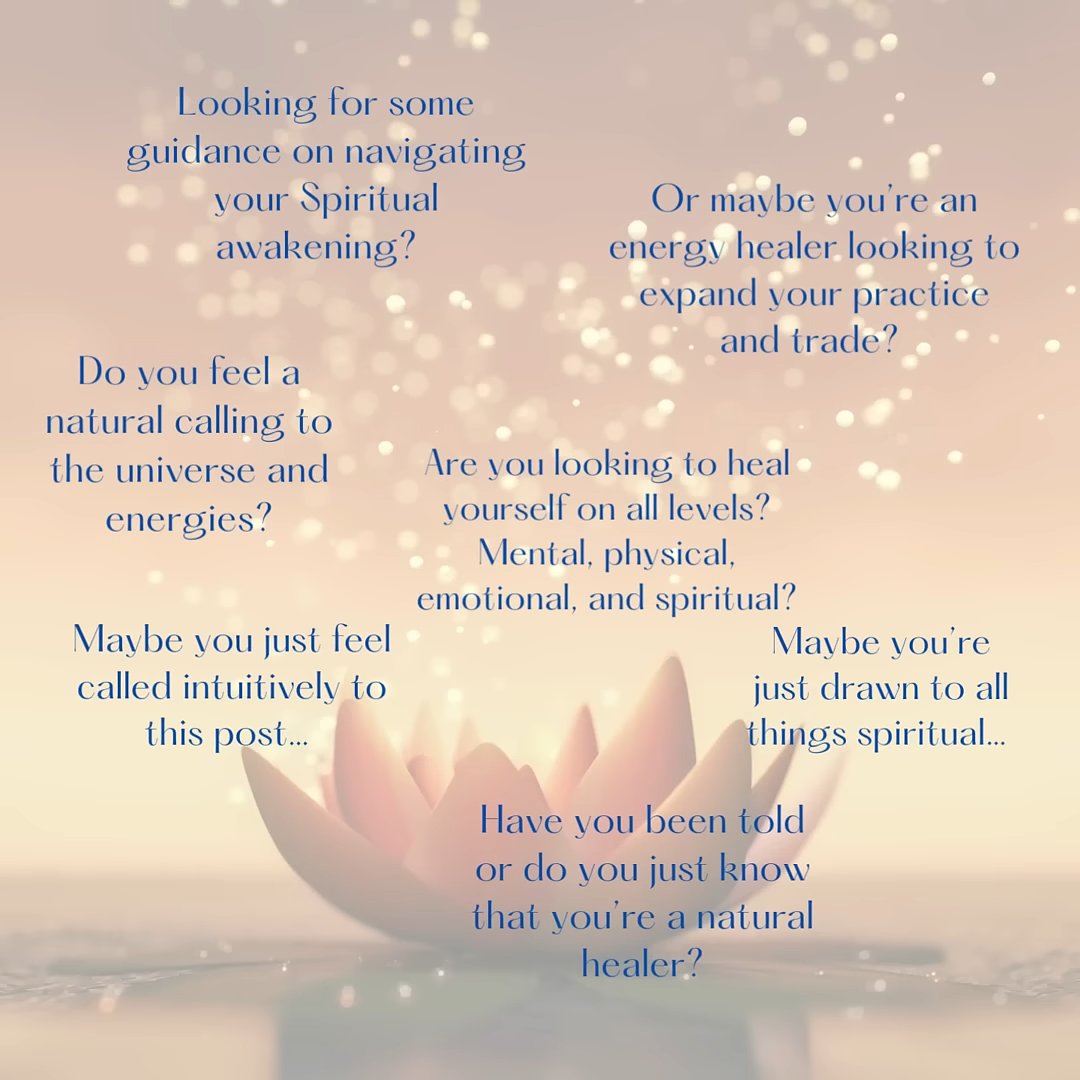 Looking for some
guidance on navigating
your Spiritual
awakening?
Or maybe you're an
energy healer looking to
expand your practice
and trade?
Do you feel a
natural calling to
the universe and
energies?
Are you looking to heal
yourself on all levels?
Mental, physical,
emotional, and spiritual?
Maybe you just feel
called intuitively to
this post...
Maybe you're
just drawn to all
things spiritual...
Have you been told
or do you just know
that you're a natural
healer?